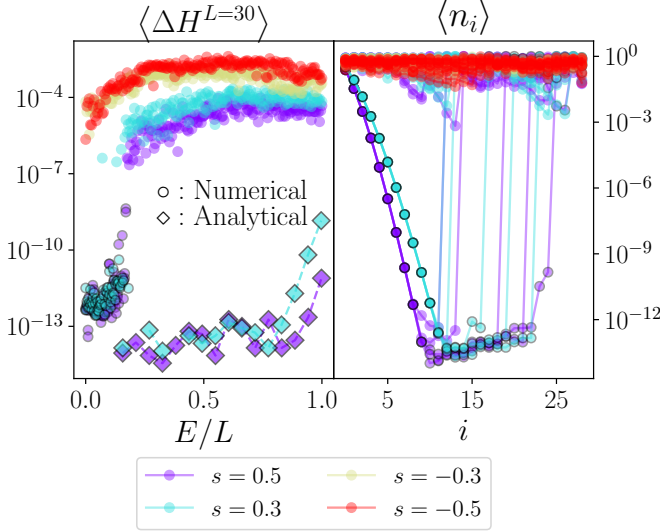 ⟨ΔH^{L=30}⟩
⟨n_i⟩
10^{-4}
10^{-7}
10^{-10}
10^{-13}
: Numerical
: Analytical
10^{0}
10^{-3}
10^{-6}
10^{-9}
10^{-12}
0.0 0.5 1.0
5 15 25
E/L
i
s = 0.5 s = −0.3
s = 0.3 s = −0.5